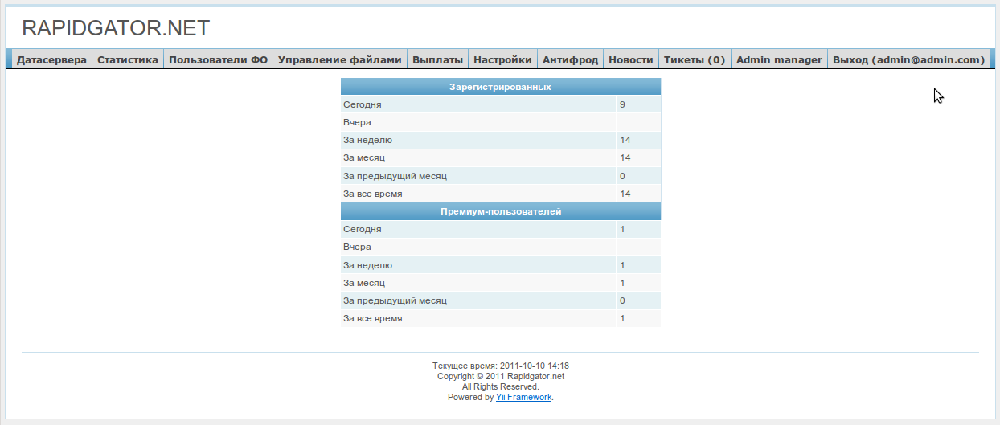 RAPIDGATOR.NET
Датасервера Статистика Пользователи ФО Управление файлами Выплаты Настройки Антифрод Новости Тикеты (0) Admin manager Выход (admin@admin.com)
Зарегистрированных
Сегодня 9
Вчера
За неделю 14
За месяц 14
За предыдущий месяц 0
За все время 14
Премиум-пользователей
Сегодня 1
Вчера
За неделю 1
За месяц 1
За предыдущий месяц 0
За все время 1
Текущее время: 2011-10-10 14:18
Copyright © 2011 Rapidgator.net
All Rights Reserved.
Powered by Yii Framework.